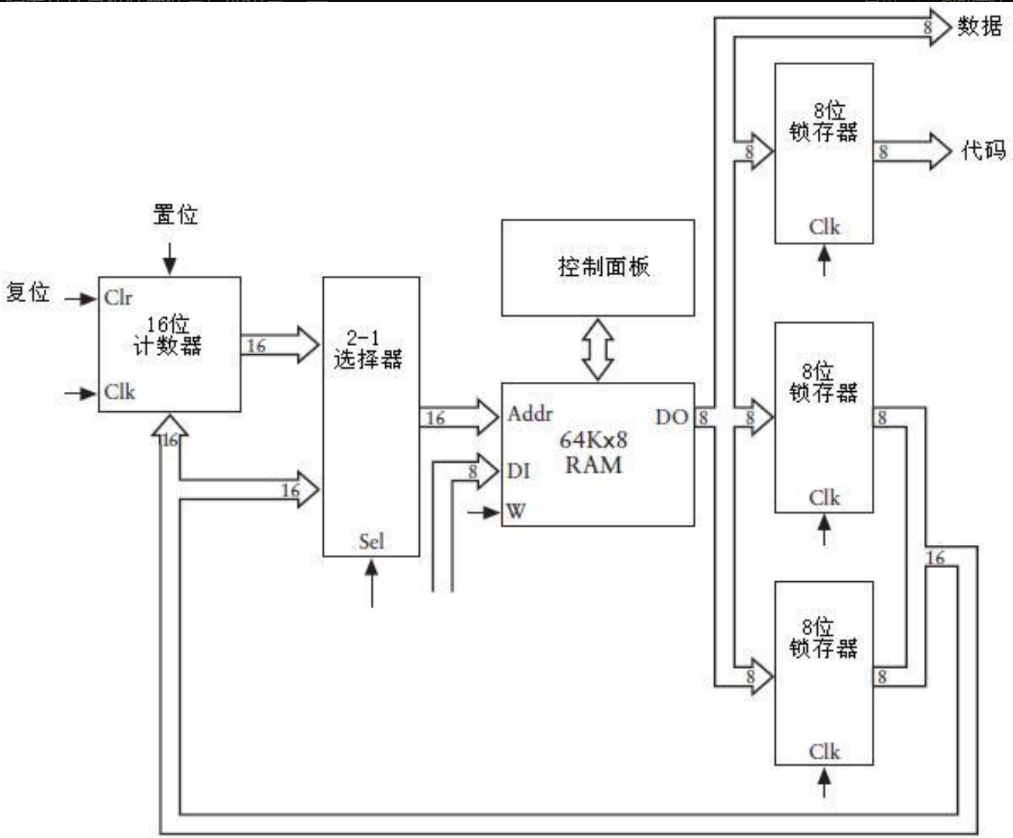 8
数据
8位
锁存器
8
8
代码
Clk
置位
控制面板
复位
Clr
16位
计数器
16
2-1
选择器
8位
锁存器
Clk
16
Addr
DO
8
8
8
64Kx8
RAM
16
8
DI
16
W
Clk
Sel
16
8位
锁存器
8
8
Clk